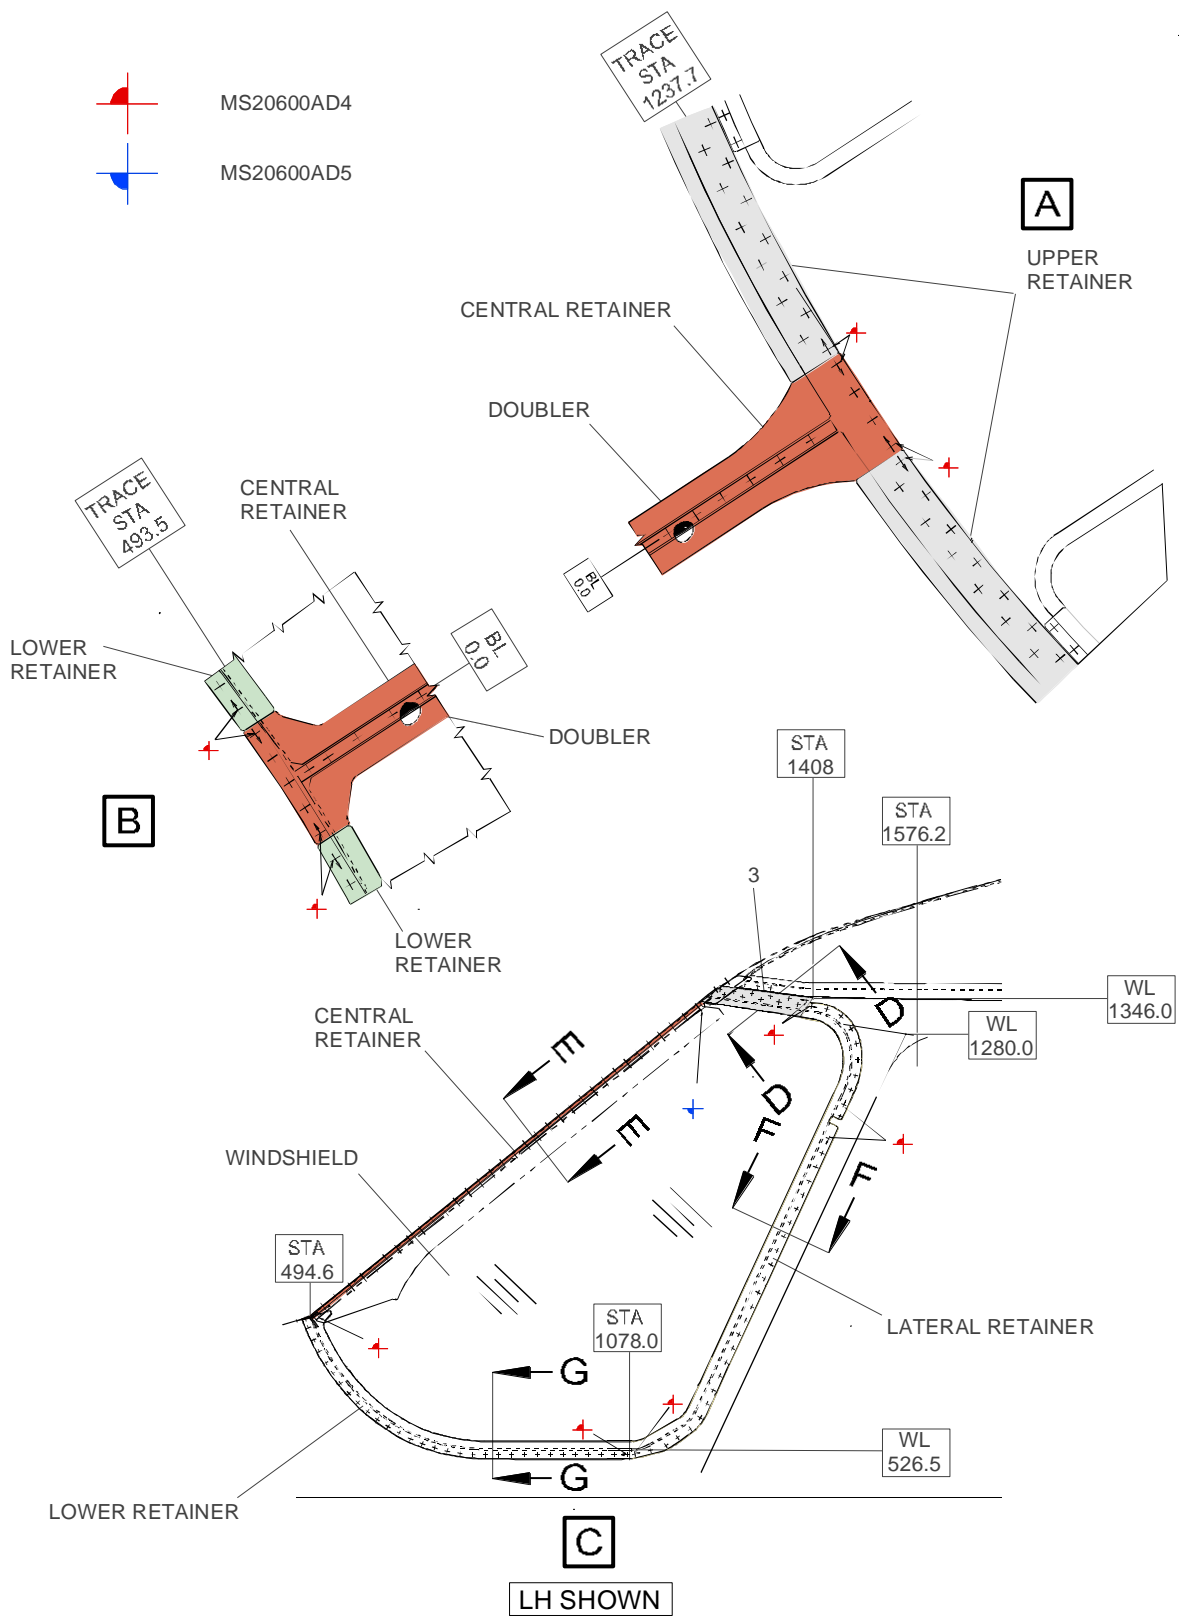 TRACE
STA
1237.7
MS20600AD4
MS20600AD5
A
UPPER
RETAINER
CENTRAL RETAINER
DOUBLER
TRACE
STA
493.5
CENTRAL
RETAINER
BL
0.0
BL
0.0
LOWER
RETAINER
DOUBLER
B
STA
1408
STA
1576.2
3
LOWER
RETAINER
D
WL
1346.0
CENTRAL
RETAINER
WL
1280.0
E
D
E
F
F
WINDSHIELD
STA
494.6
STA
1078.0
LATERAL RETAINER
G
WL
526.5
G
LOWER RETAINER
C
LH SHOWN